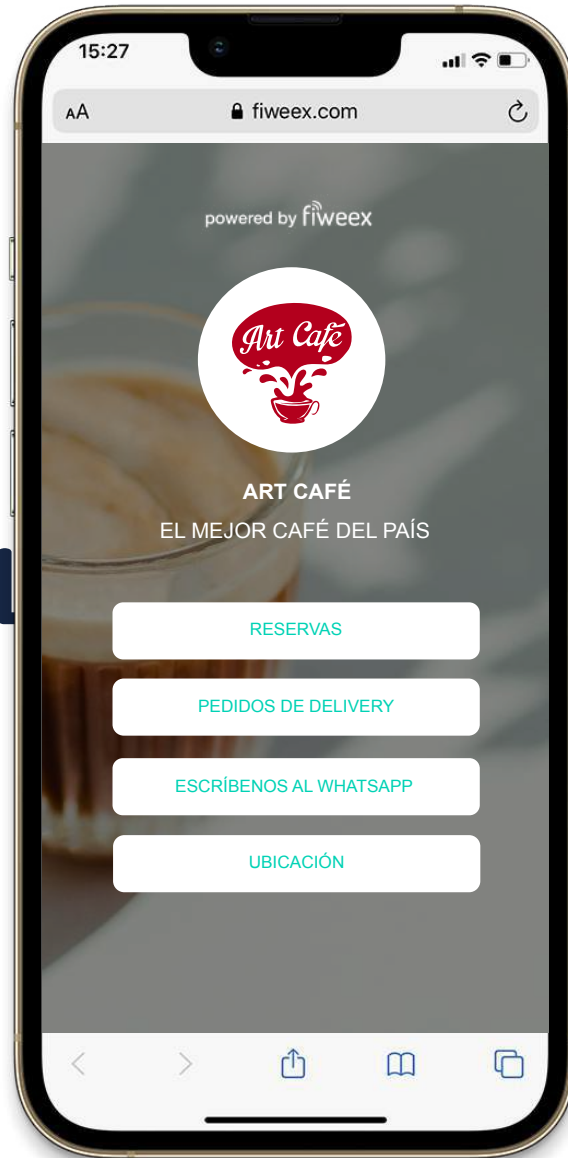 15:27
AA fiweex.com
powered by fiweex
Art Café
ART CAFÉ
EL MEJOR CAFÉ DEL PAÍS
RESERVAS
PEDIDOS DE DELIVERY
ESCRÍBENOS AL WHATSAPP
UBICACIÓN